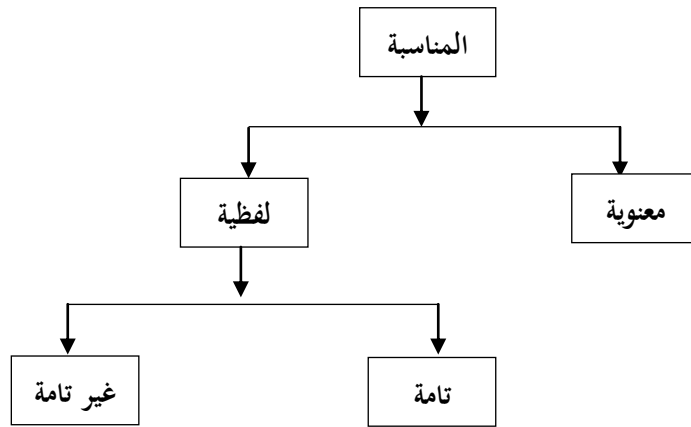 المناسبة
معنوية
لفظية
تامة
غير تامة